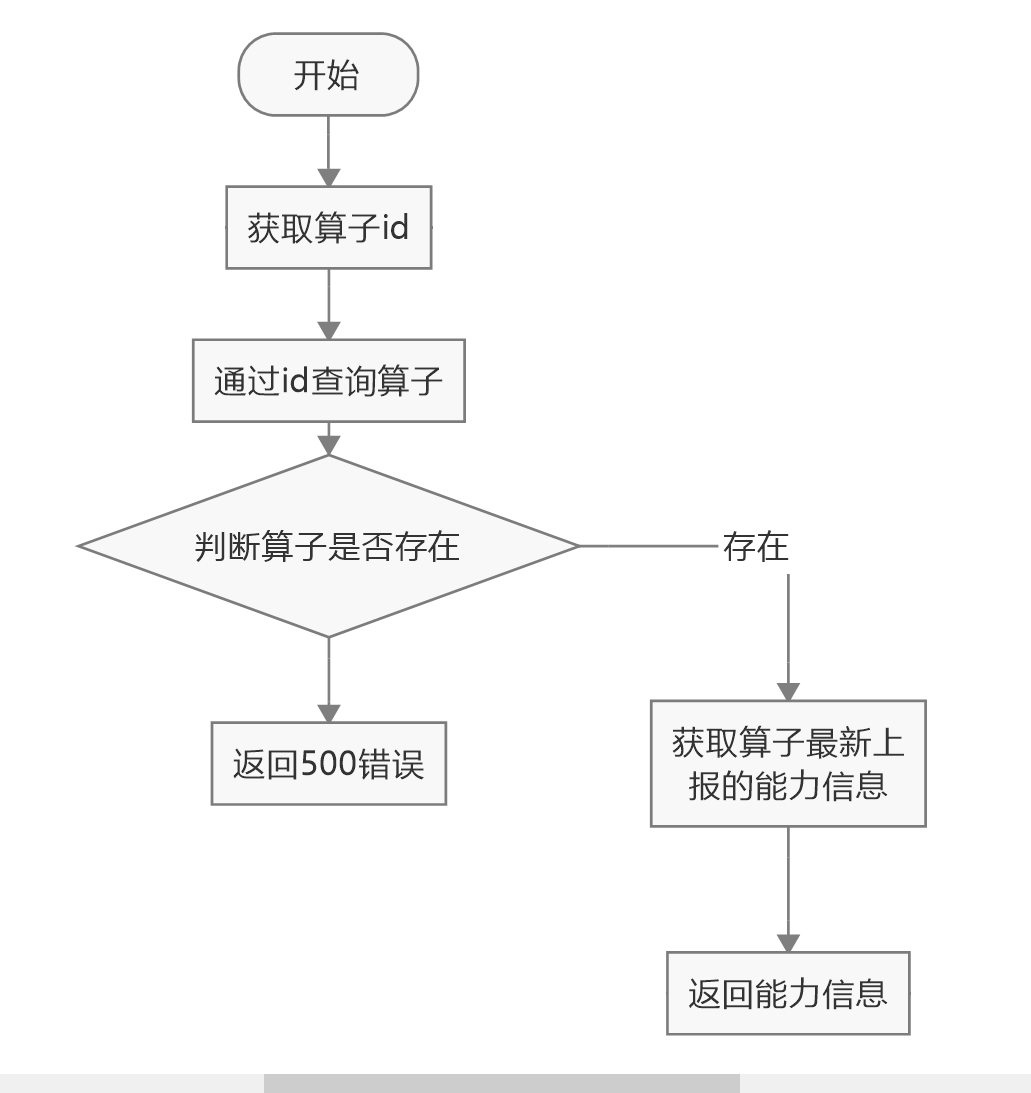 开始
获取算子id
通过id查询算子
判断算子是否存在
存在
返回500错误
获取算子最新上
报的能力信息
返回能力信息